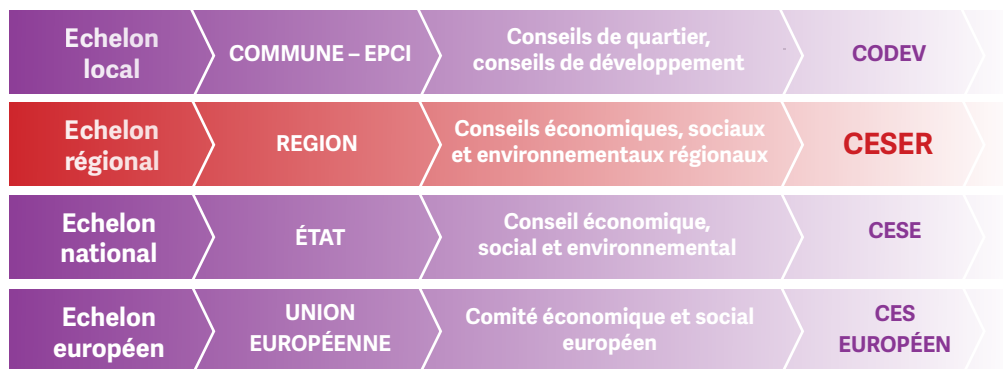 Echelon
local
COMMUNE – EPCI
Conseils de quartier,
conseils de développement
CODEV
Echelon
régional
REGION
Conseils économiques, sociaux
et environnementaux régionaux
CESER
Echelon
national
ÉTAT
Conseil économique,
social et environnemental
CESE
Echelon
européen
UNION
EUROPÉENNE
Comité économique et social
européen
CES
EUROPÉEN